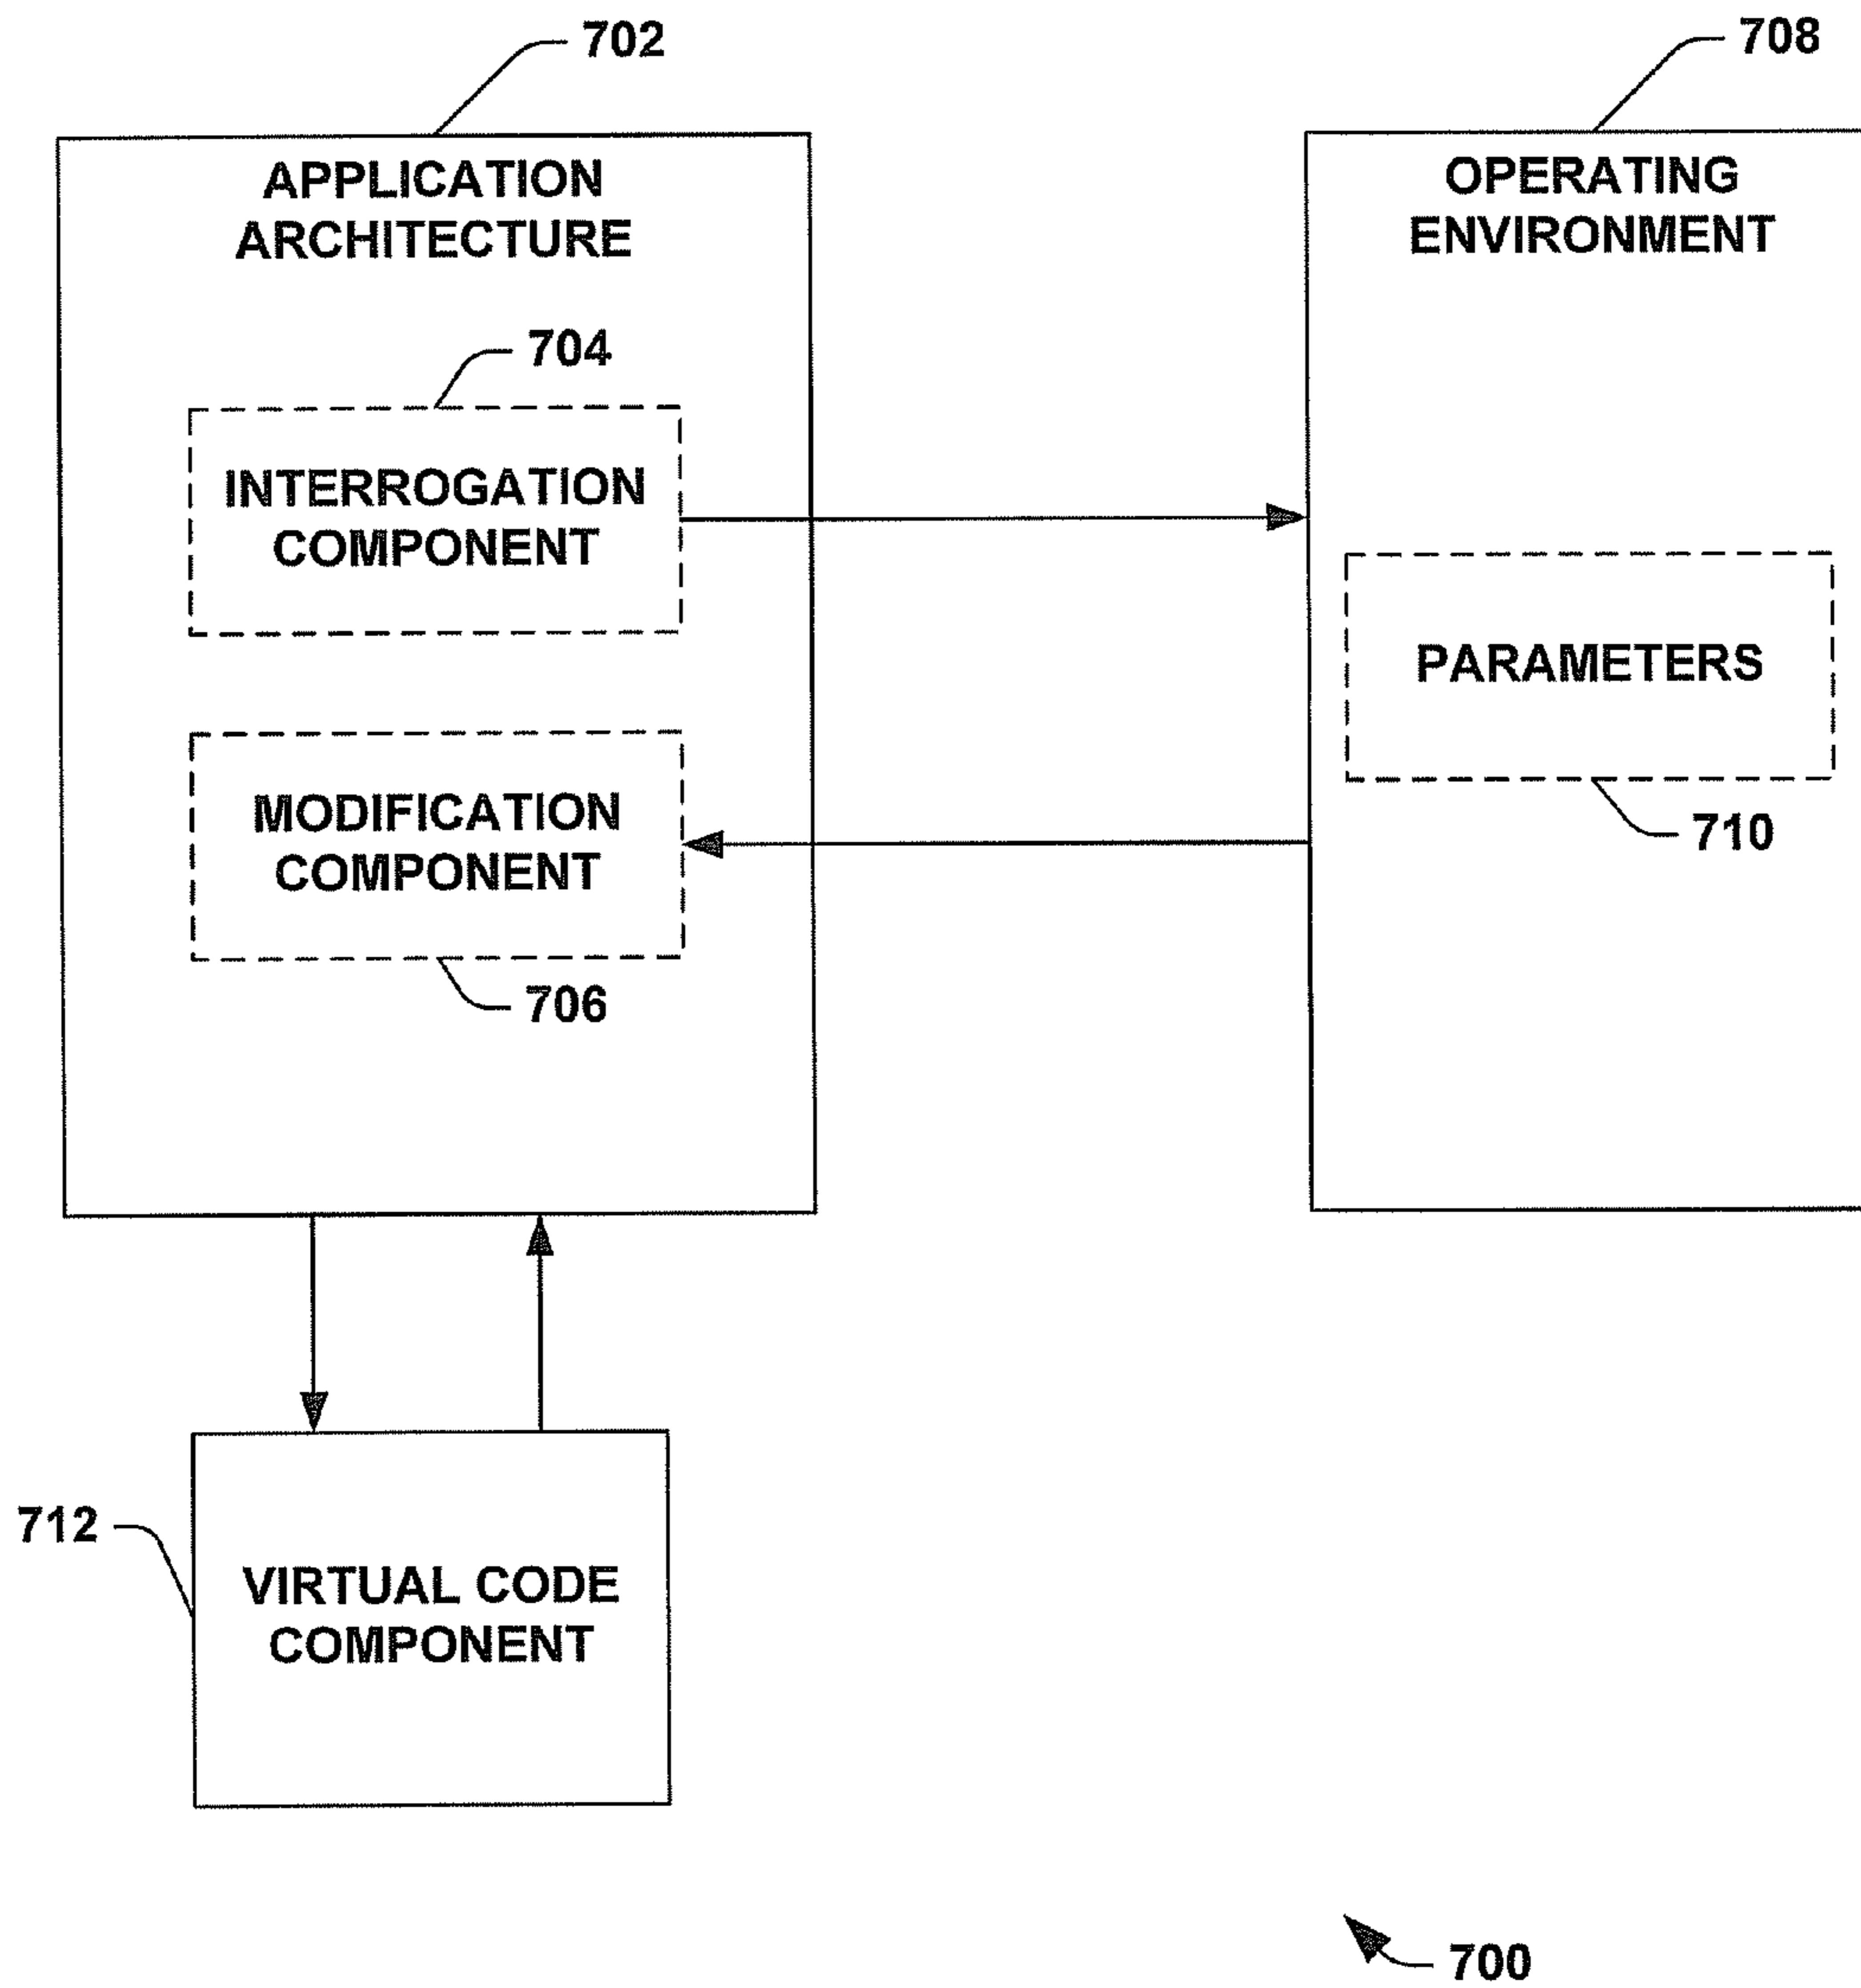 702
708
APPLICATION
ARCHITECTURE
OPERATING
ENVIRONMENT
704
INTERROGATION
COMPONENT
PARAMETERS
710
MODIFICATION
COMPONENT
706
712
VIRTUAL CODE
COMPONENT
700